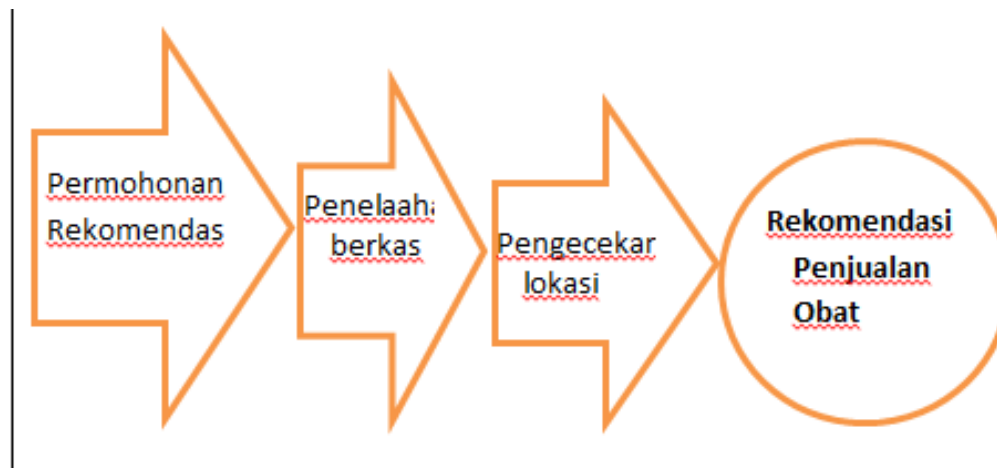 Permohonan
Rekomendas
Penelaaha
berkas
Pengecekar
lokasi
Rekomendasi
Penjualan
Obat